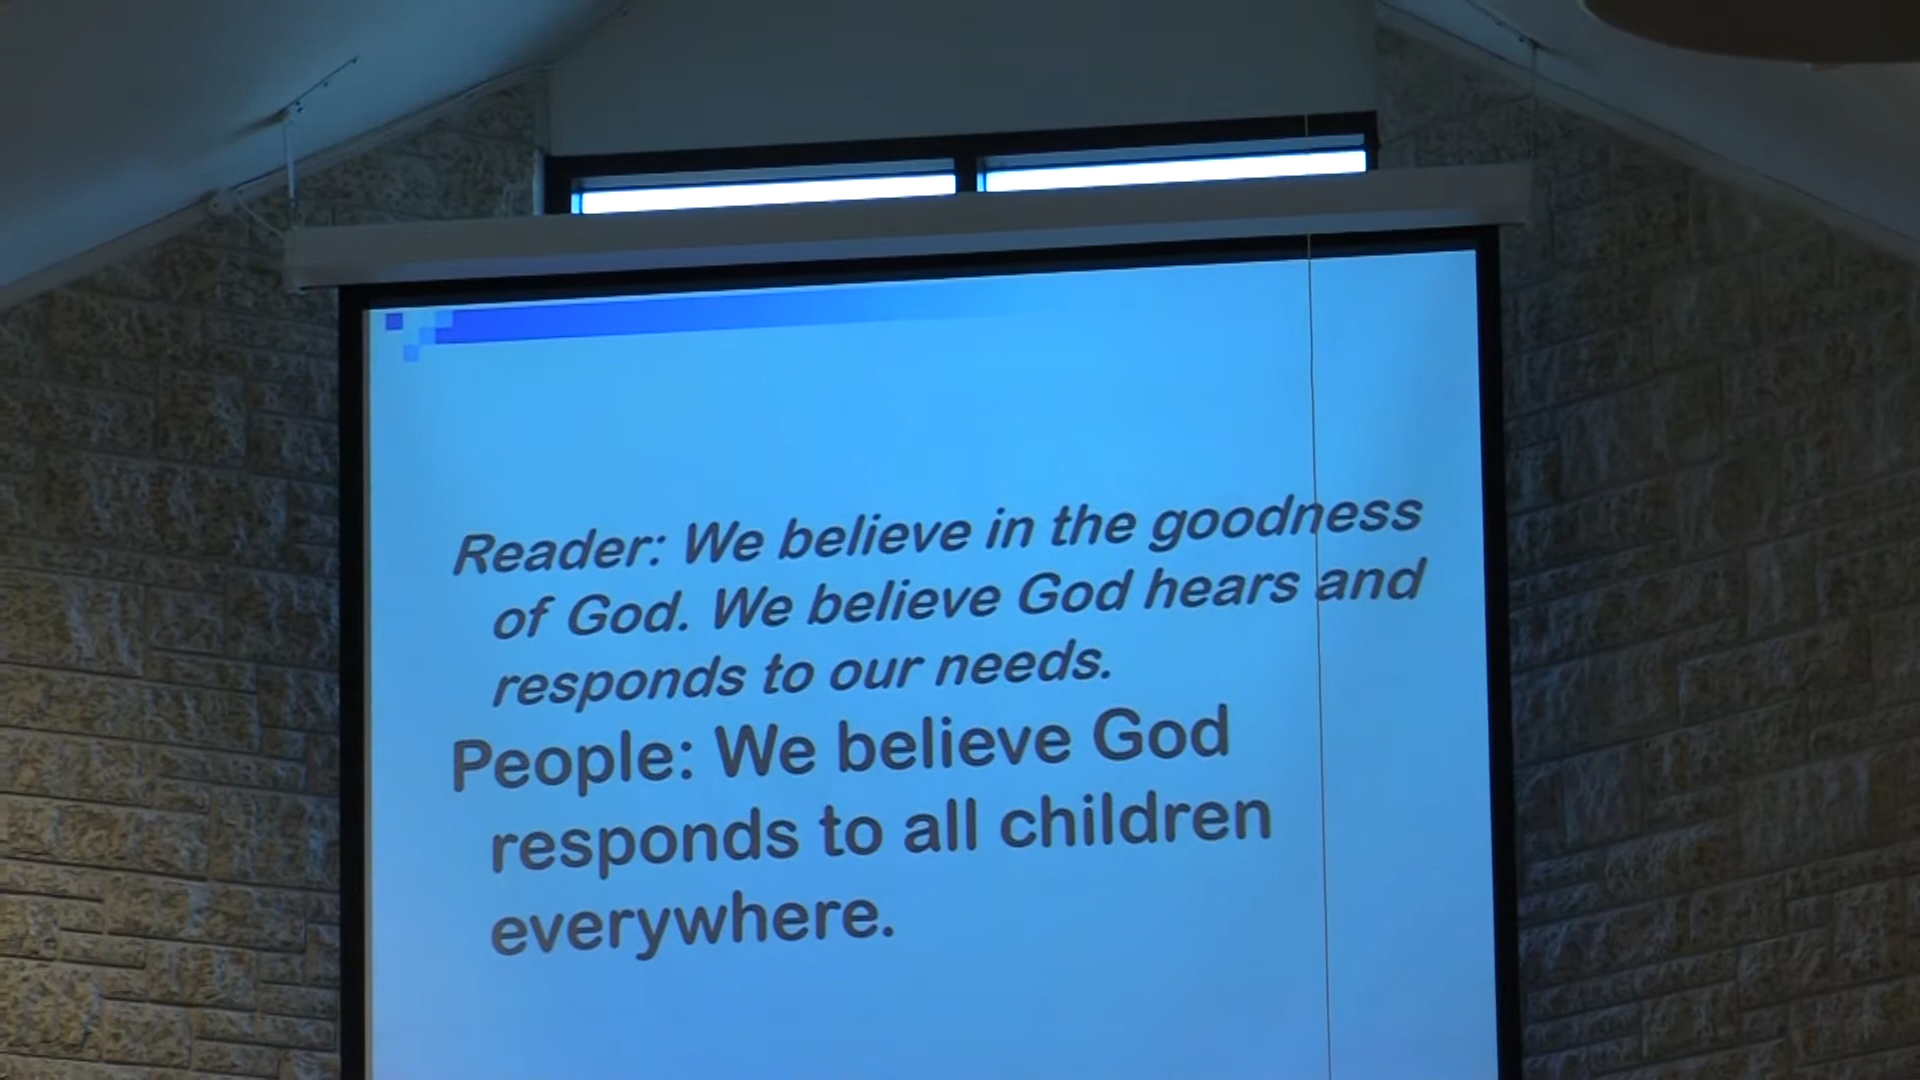 Reader: We believe in the goodness
of God. We believe God hears and
responds to our needs.
People: We believe God
responds to all children
everywhere.